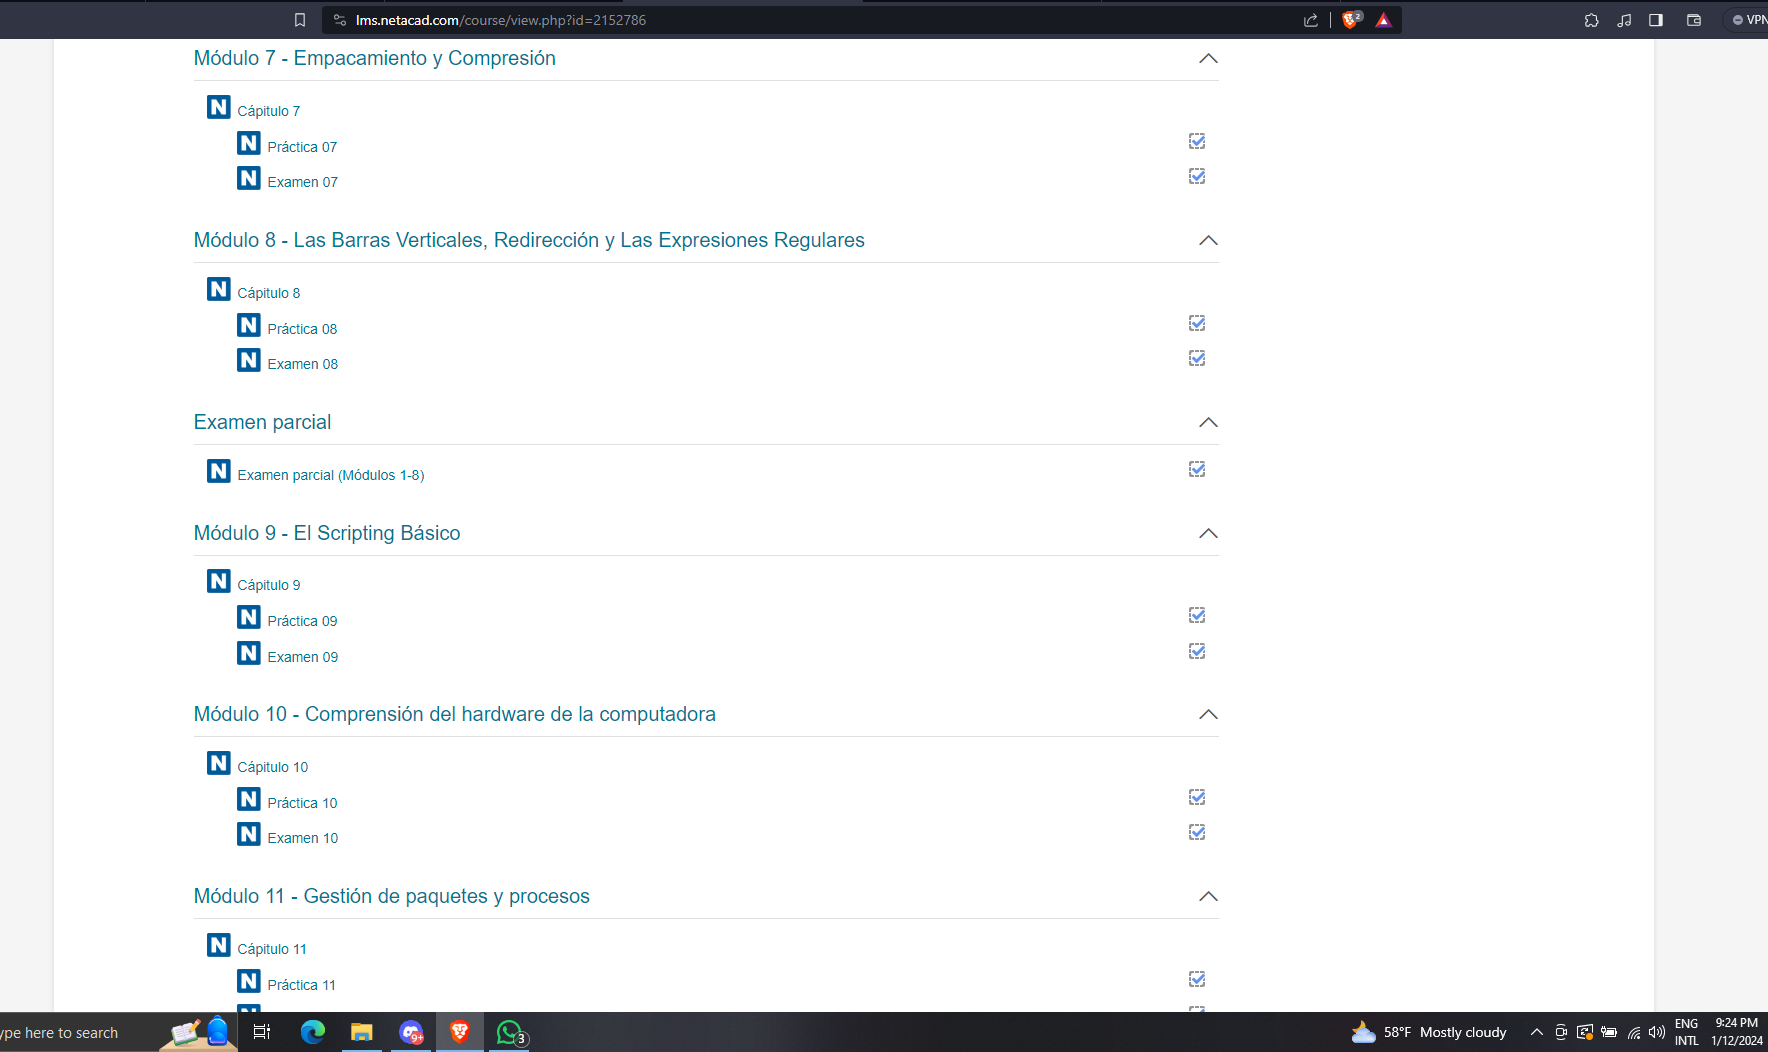 lms.netacad.com/course/view.php?id=2152786
2
VPN
Módulo 7 - Empacamiento y Compresión
N Cápitulo 7
N Práctica 07
N Examen 07
Módulo 8 - Las Barras Verticales, Redirección y Las Expresiones Regulares
N Cápitulo 8
N Práctica 08
N Examen 08
Examen parcial
N Examen parcial (Módulos 1-8)
Módulo 9 - El Scripting Básico
N Cápitulo 9
N Práctica 09
N Examen 09
Módulo 10 - Comprensión del hardware de la computadora
N Cápitulo 10
N Práctica 10
N Examen 10
Módulo 11 - Gestión de paquetes y procesos
N Cápitulo 11
N Práctica 11
ype here to search
9+
3
58°F Mostly cloudy
ENG
INTL
9:24 PM
1/12/2024